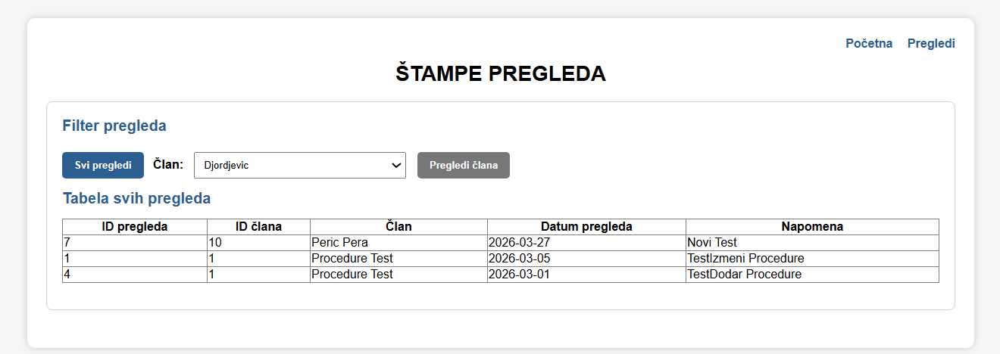 Početna Pregledi
ŠTAMPE PREGLEDA
Filter pregleda
Svi pregledi Član: Djordjevic Pregledi člana
Tabela svih pregleda
ID pregleda ID člana Član Datum pregleda Napomena
7 10 Peric Pera 2026-03-27 Novi Test
1 1 Procedure Test 2026-03-05 TestIzmeni Procedure
4 1 Procedure Test 2026-03-01 TestDodar Procedure